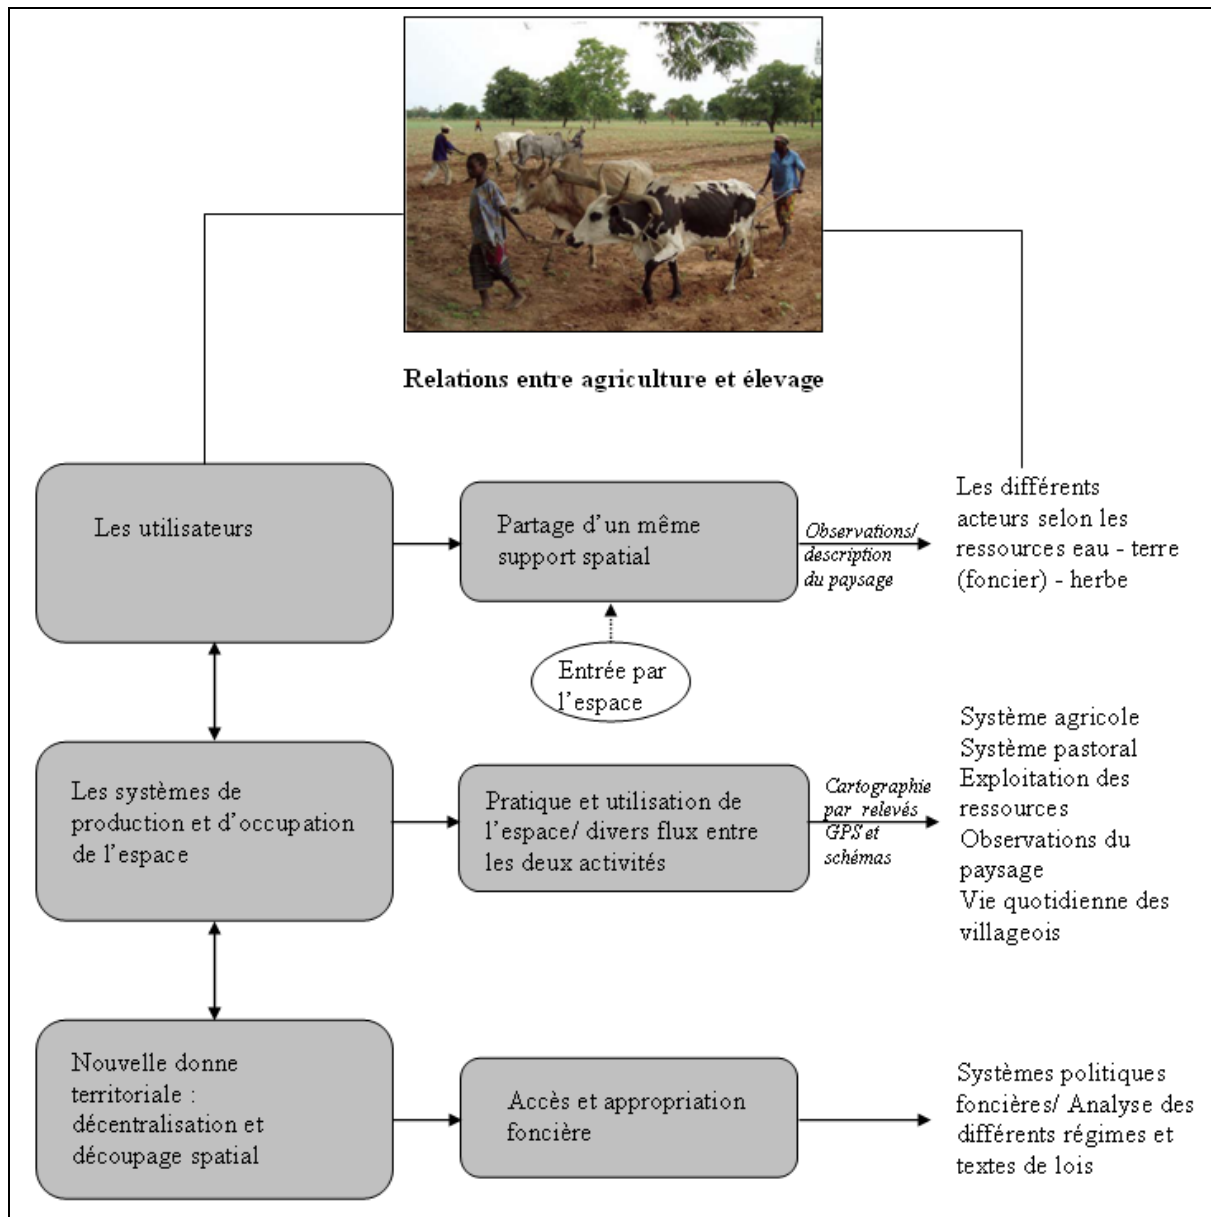 Relations entre agriculture et élevage
Les utilisateurs
Partage d'un même
support spatial
Observations/
description
du paysage
Les différents
acteurs selon les
ressources eau - terre
(foncier) - herbe
Entrée par
l'espace
Les systèmes de
production et d'occupation
de l'espace
Pratique et utilisation de
l'espace/ divers flux entre
les deux activités
Cartographie
par relevés
GPS et
schémas
Système agricole
Système pastoral
Exploitation des
ressources
Observations du
paysage
Vie quotidienne des
villageois
Nouvelle donne
territoriale :
décentralisation et
découpage spatial
Accès et appropriation
foncière
Systèmes politiques
foncières/ Analyse des
différents régimes et
textes de lois